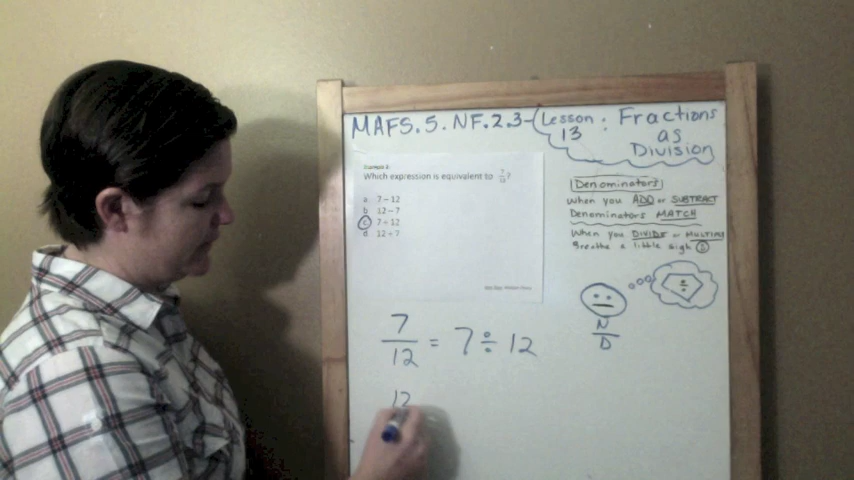 MAFS.5.NF.2.3- Lesson 13: Fractions as Division
Which expression is equivalent to 7/12?
a 7 − 12
b 12 − 7
c 7 ÷ 12
d 12 ÷ 7
Denominators
When you ADD or SUBTRACT
Denominators MATCH
When you DIVIDE or MULTIPLY
Breathe a little sigh
÷
N
D
7
12 = 7 ÷ 12
12